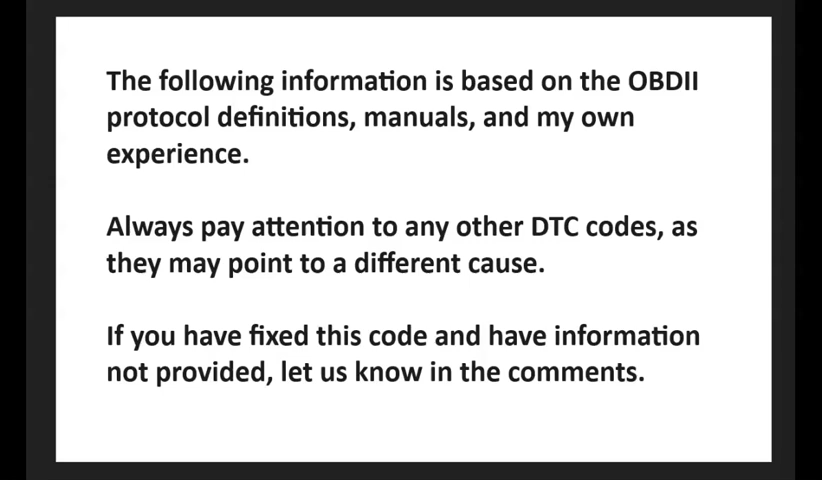 The following information is based on the OBDII
protocol definitions, manuals, and my own
experience.
Always pay attention to any other DTC codes, as
they may point to a different cause.
If you have fixed this code and have information
not provided, let us know in the comments.